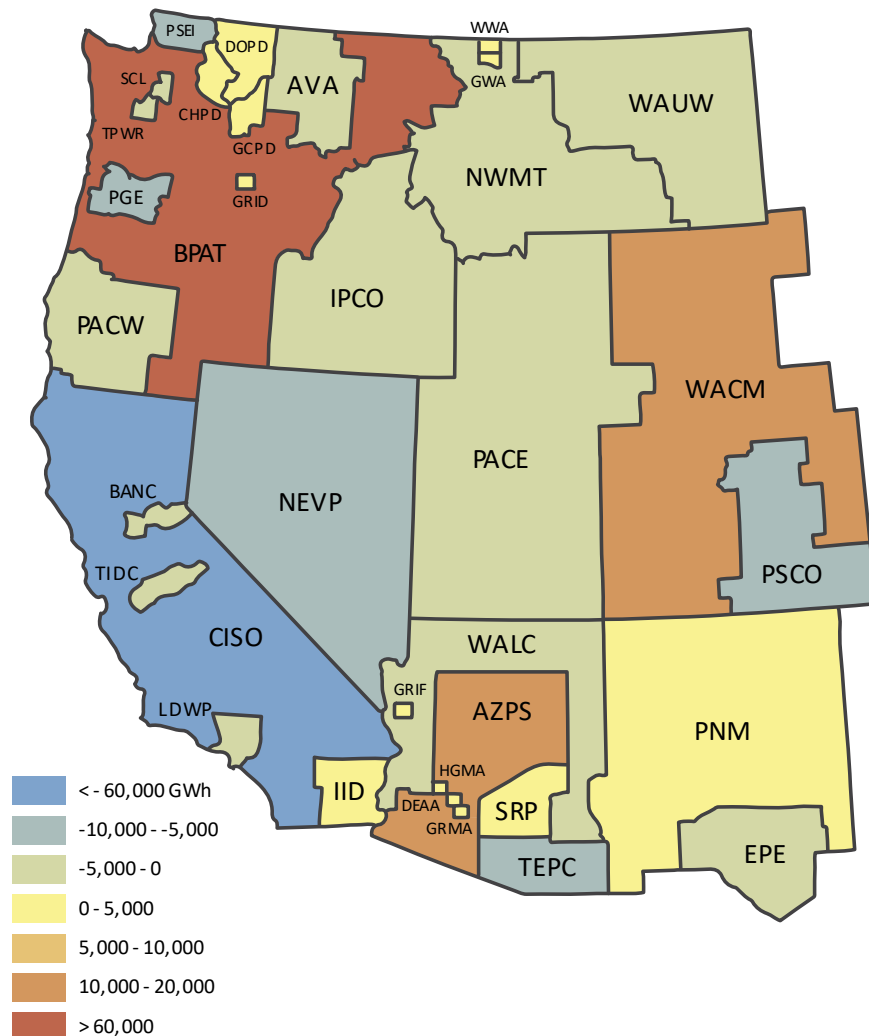 PSEI
WWA
DOPD
SCL
AVA
GWA
WAUW
CHPD
TPWR
GCPD
NWMT
PGE
GRID
BPAT
IPCO
PACW
WACM
PACE
BANC
NEVP
TIDC
PSCO
CISO
WALC
GRIF
LDWP
AZPS
PNM
HGMA
IID
DEAA
SRP
GRMA
TEPC
EPE
< - 60,000 GWh
-10,000 - -5,000
-5,000 - 0
0 - 5,000
5,000 - 10,000
10,000 - 20,000
> 60,000